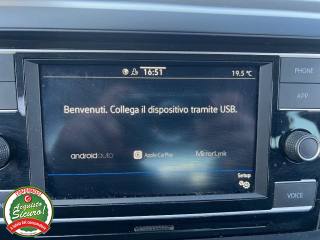 16:51
19.5 °C
PHONE
Benvenuti. Collega il dispositivo tramite USB.
APP
androidauto
Apple CarPlay
MirrorLink
Setup
VOICE
Acquisto
Sicuro!